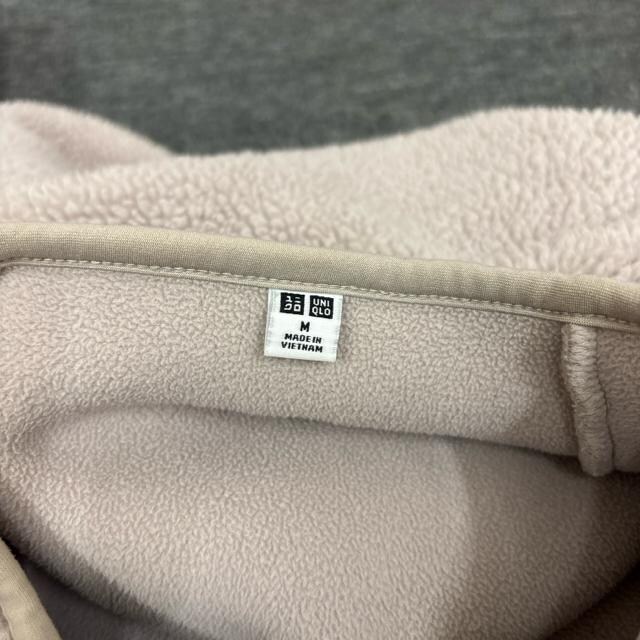 ユニ UNI
クロ QLO
M
MADE IN
VIETNAM